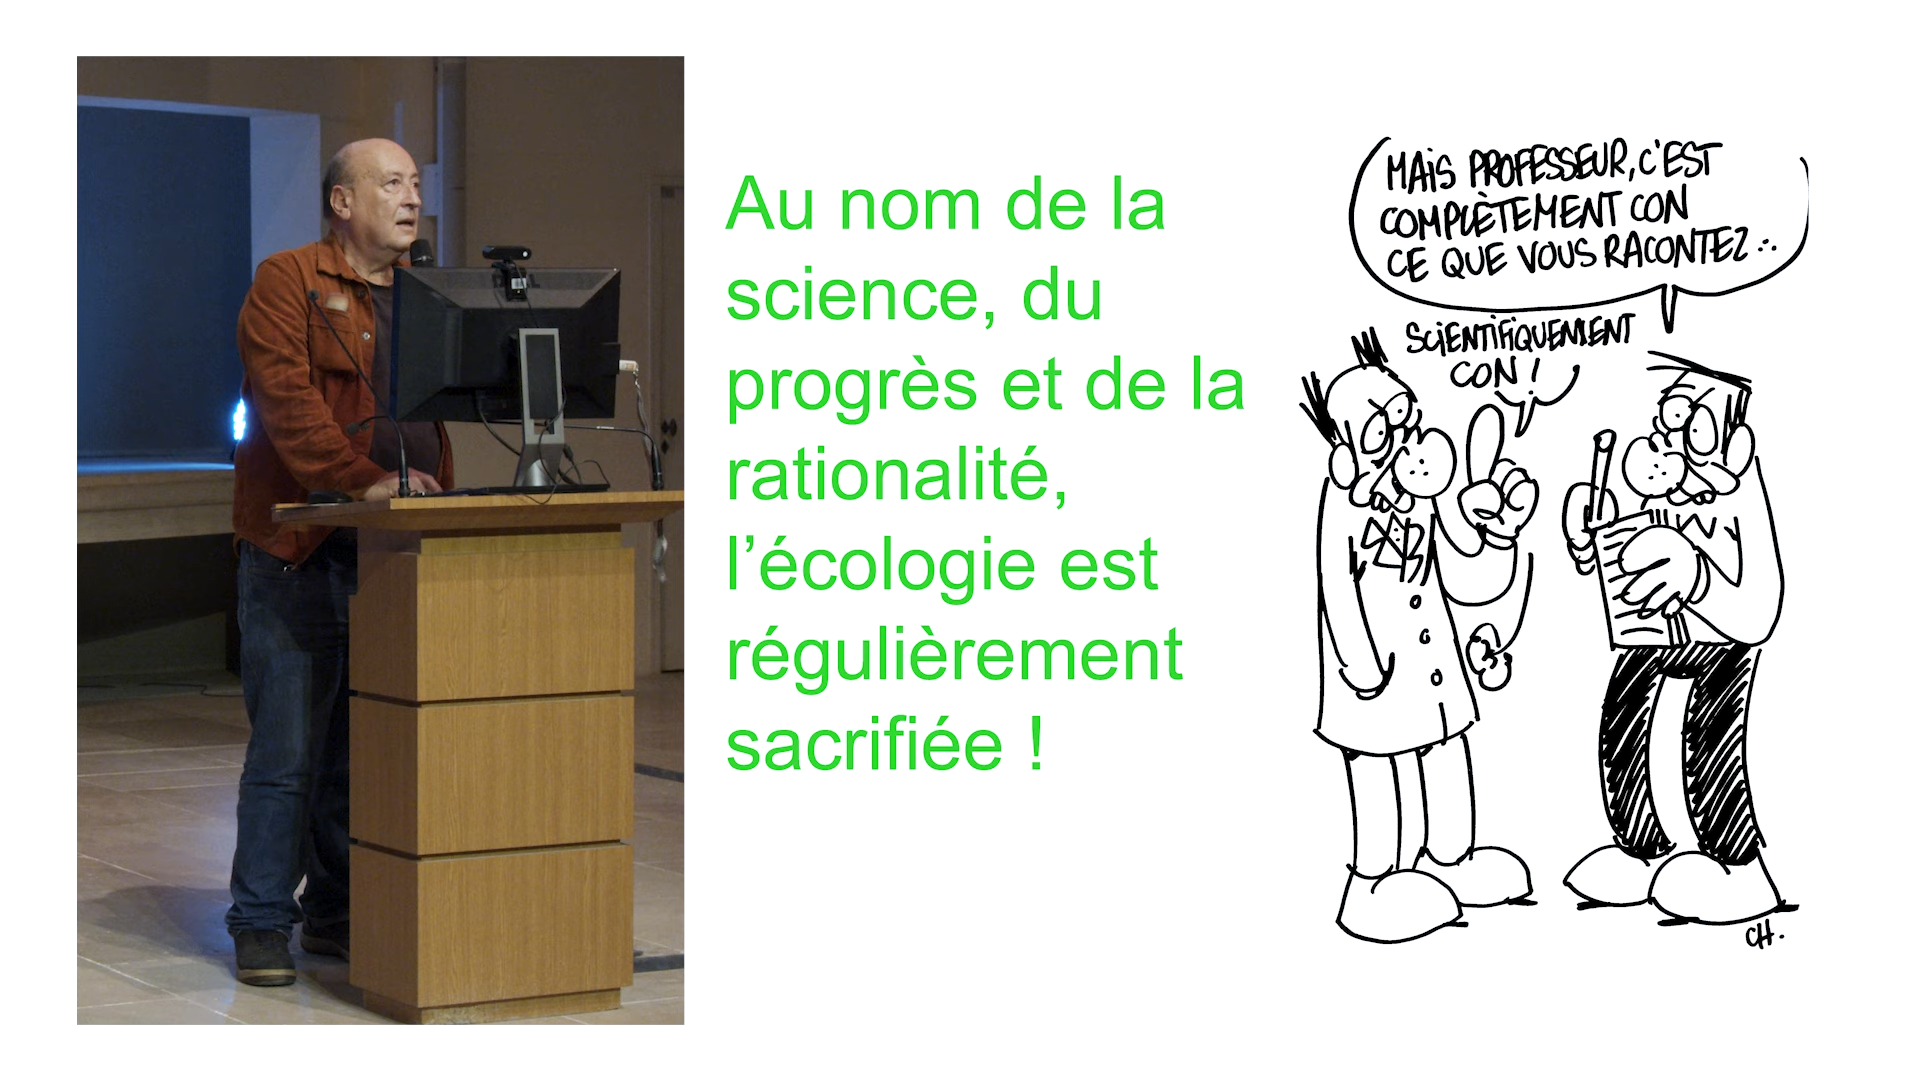 Au nom de la
science, du
progrès et de la
rationalité,
l’écologie est
régulièrement
sacrifiée !
MAiS PROFESSEUR, C'EST
COMPLÈTEMENT CON
CE QUE VOUS RACONTEZ...
SCiENTiFiQUEMENT
CON !
CH.